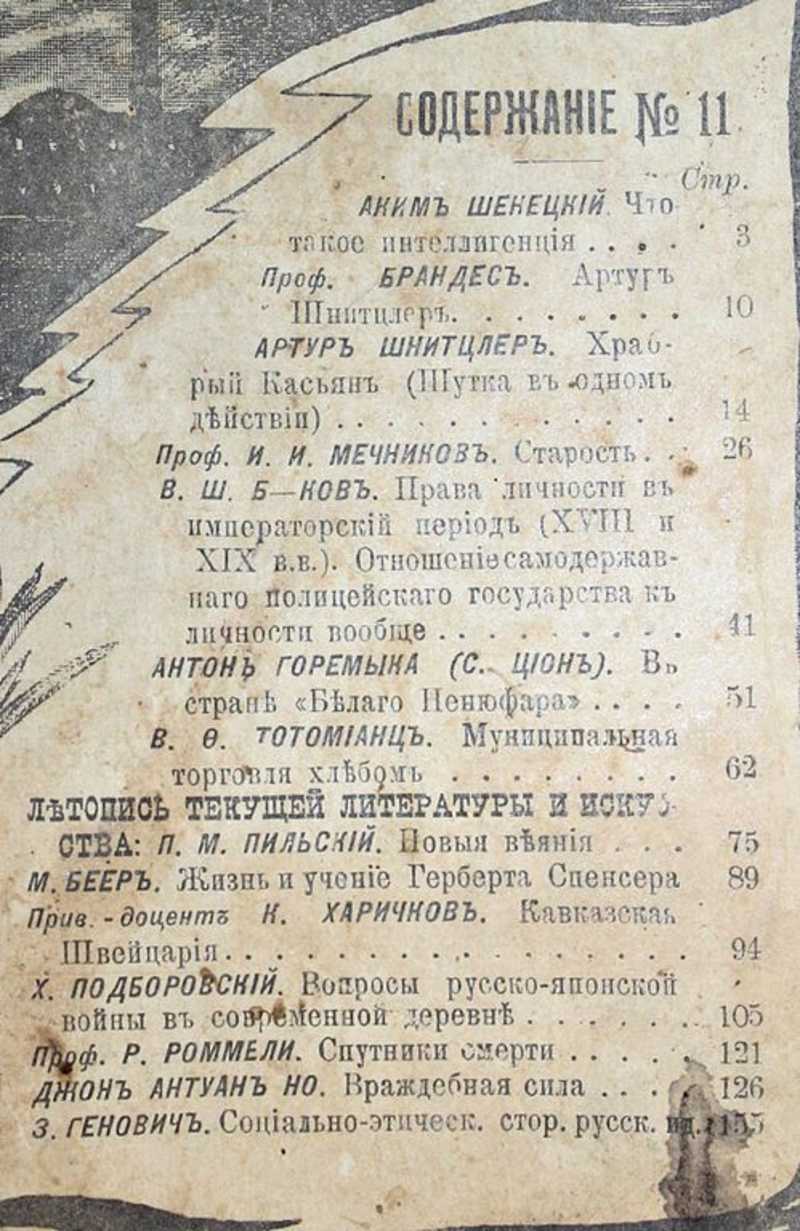 СОДЕРЖАНІЕ № 11
Стр.
АКИМЪ ШЕНЕЦКІЙ. Что
такое интеллигенція . . . . 3
Проф. БРАНДЕСЪ. Артуръ
Шнитцлеръ. . . . . . . . 10
АРТУРЪ ШНИТЦЛЕРЪ. Храб-
рый Касьянъ (Шутка въ одномъ
дѣйствіи) . . . . . . . . . . . . 14
Проф. И. И. МЕЧНИКОВЪ. Старость. . 26
В. Ш. Б—КОВЪ. Права личности въ
императорскій періодъ (XVIII и
XIX в.в.). Отношеніе самодержав-
наго полицейскаго государства къ
личности вообще . . . . . . . . 41
АНТОНЪ ГОРЕМЫКА (С. ЦІОНЪ). Въ
странѣ «Бѣлаго Ненюфара» . . . . 51
В. Ѳ. ТОТОМІАНЦЪ. Муниципальная
торговля хлѣбомъ . . . . . . . . 62
ЛѢТОПИСЬ ТЕКУЩЕЙ ЛИТЕРАТУРЫ И ИСКУС-
СТВА: П. М. ПИЛЬСКІЙ. Новыя вѣянія . . . 75
М. БЕЕРЪ. Жизнь и ученіе Герберта Спенсера 89
Прив.-доцентъ К. ХАРИЧКОВЪ. Кавказская
Швейцарія . . . . . . . . . . . . . . . . 94
Х. ПОДБОРОВСКІЙ. Вопросы русско-японской
войны въ современной деревнѣ . . . . . . . 105
Проф. Р. РОММЕЛИ. Спутники смерти . . . . . 121
ДЖОНЪ АНТУАНЪ НО. Враждебная сила . . . . 126
З. ГЕНОВИЧЪ. Соціально-этическ. стор. русск.